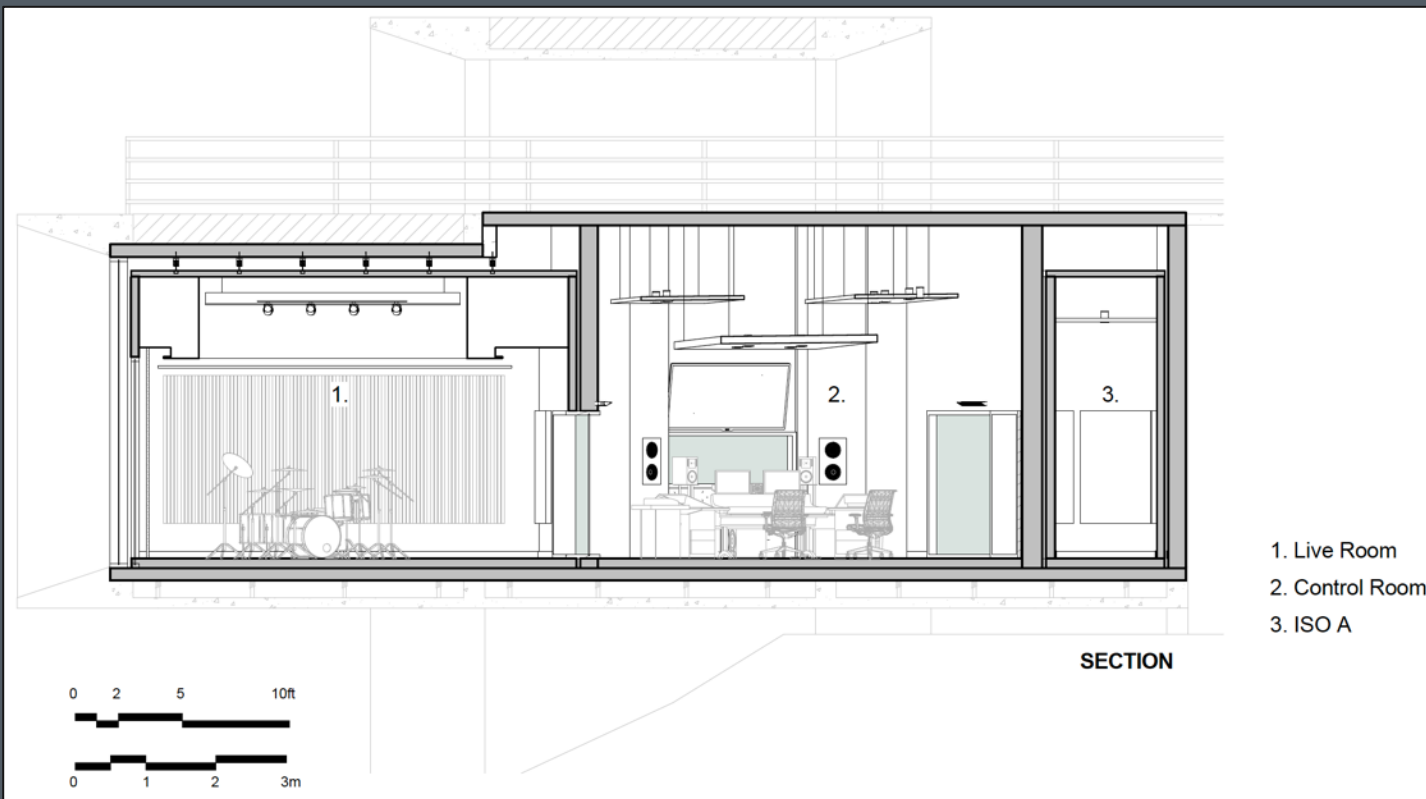 1.
2.
3.
1. Live Room
2. Control Room
3. ISO A
SECTION
0 2 5 10ft
0 1 2 3m